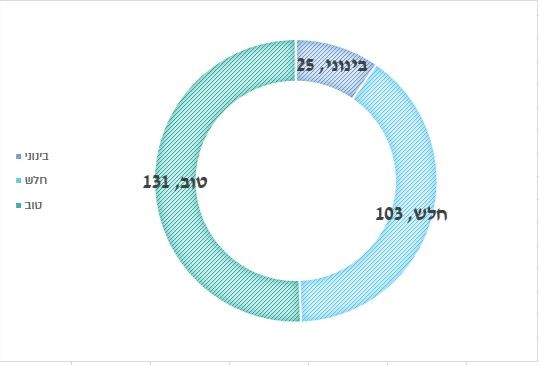 בינוני, 25
חלש, 103
טוב, 131
בינוני
חלש
טוב